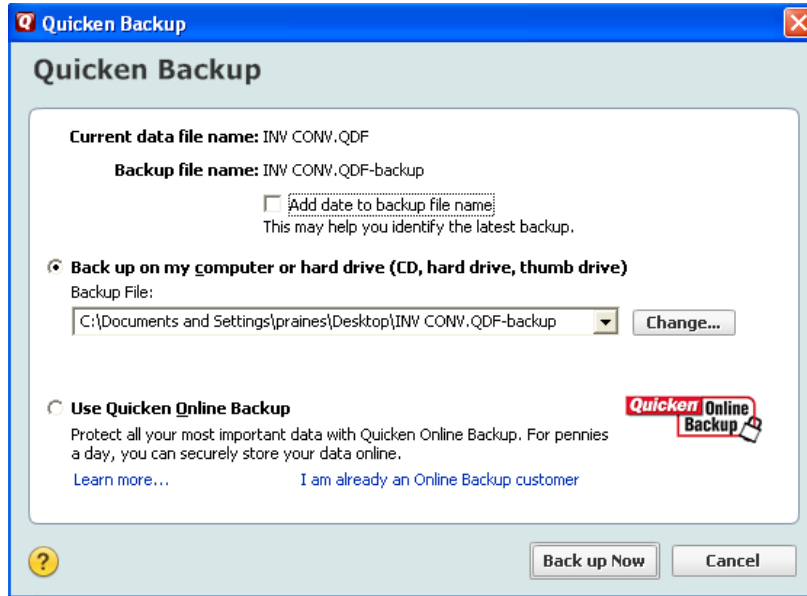 Quicken Backup
Quicken Backup
Current data file name: INV CONV.QDF
Backup file name: INV CONV.QDF-backup
Add date to backup file name
This may help you identify the latest backup.
Back up on my computer or hard drive (CD, hard drive, thumb drive)
Backup File:
C:\Documents and Settings\praines\Desktop\INV CONV.QDF-backup
Change...
Use Quicken Online Backup
Protect all your most important data with Quicken Online Backup. For pennies
a day, you can securely store your data online.
Learn more... I am already an Online Backup customer
Quicken Online
Backup
?
Back up Now Cancel